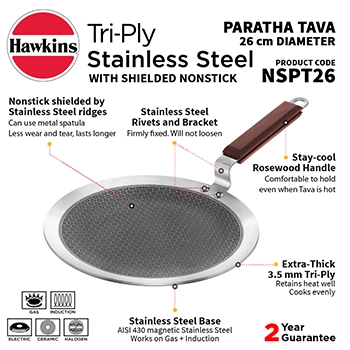 Hawkins
Tri-Ply
Stainless Steel
WITH SHIELDED NONSTICK
PARATHA TAVA
26 cm DIAMETER
PRODUCT CODE
NSPT26
Nonstick shielded by
Stainless Steel ridges
Can use metal spatula
Less wear and tear, lasts longer
Stainless Steel
Rivets and Bracket
Firmly fixed. Will not loosen
Stay-cool
Rosewood Handle
Comfortable to hold
even when Tava is hot
Extra-Thick
3.5 mm Tri-Ply
Retains heat well
Cooks evenly
GAS
INDUCTION
ELECTRIC
CERAMIC
HALOGEN
Stainless Steel Base
AISI 430 magnetic Stainless Steel
Works on Gas + Induction
2 Year
Guarantee